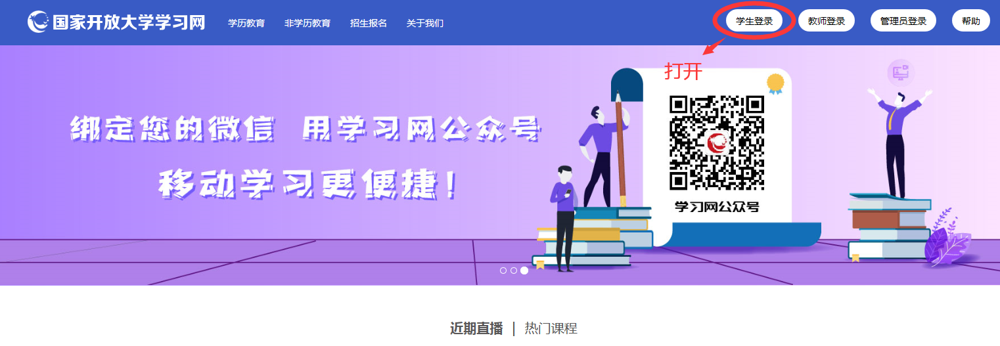 国家开放大学学习网 学历教育 非学历教育 招生报名 关于我们 学生登录 教师登录 管理员登录 帮助
打开
绑定您的微信 用学习网公众号
移动学习更便捷！
学习网公众号
近期直播 | 热门课程